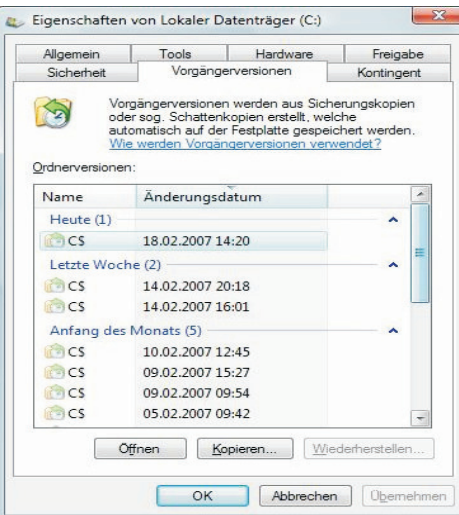 Eigenschaften von Lokaler Datenträger (C:)
Allgemein Tools Hardware Freigabe
Sicherheit Vorgängerversionen Kontingent
Vorgängerversionen werden aus Sicherungskopien
oder sog. Schattenkopien erstellt, welche
automatisch auf der Festplatte gespeichert werden.
Wie werden Vorgängerversionen verwendet?
Ordnerversionen:
Name Änderungsdatum
Heute (1)
C$ 18.02.2007 14:20
Letzte Woche (2)
C$ 14.02.2007 20:18
C$ 14.02.2007 16:01
Anfang des Monats (5)
C$ 10.02.2007 12:45
C$ 09.02.2007 15:27
C$ 09.02.2007 09:54
C$ 05.02.2007 09:42
Öffnen Kopieren... Wiederherstellen...
OK Abbrechen Übernehmen